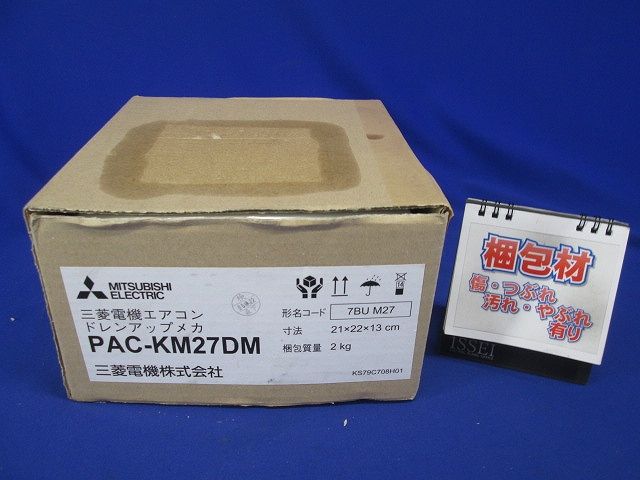 MITSUBISHI
ELECTRIC
三菱電機エアコン
ドレンアップメカ
PAC-KM27DM
三菱電機株式会社
14
形名コード 7BU M27
寸法 21×22×13 cm
梱包質量 2 kg
KS79C708H01
梱包材
傷・つぶれ
汚れ・やぶれ
有り
ISSEI